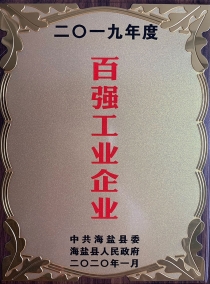 二〇一九年度
百强工业企业
中共海盐县委
海盐县人民政府
二〇二〇年一月